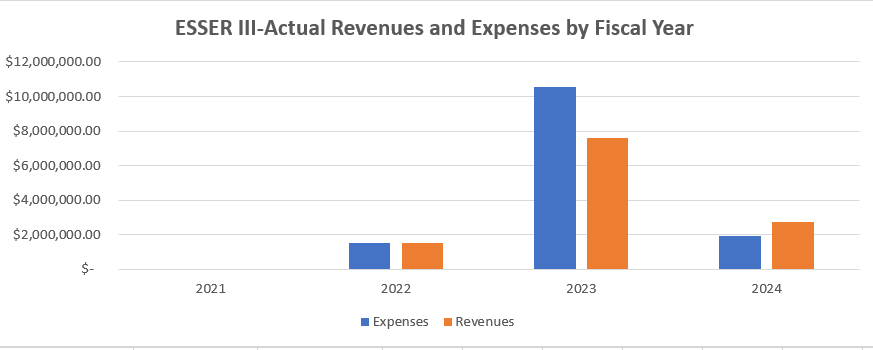 ESSER III-Actual Revenues and Expenses by Fiscal Year
$12,000,000.00
$10,000,000.00
$8,000,000.00
$6,000,000.00
$4,000,000.00
$2,000,000.00
$-
2021 2022 2023 2024
Expenses Revenues